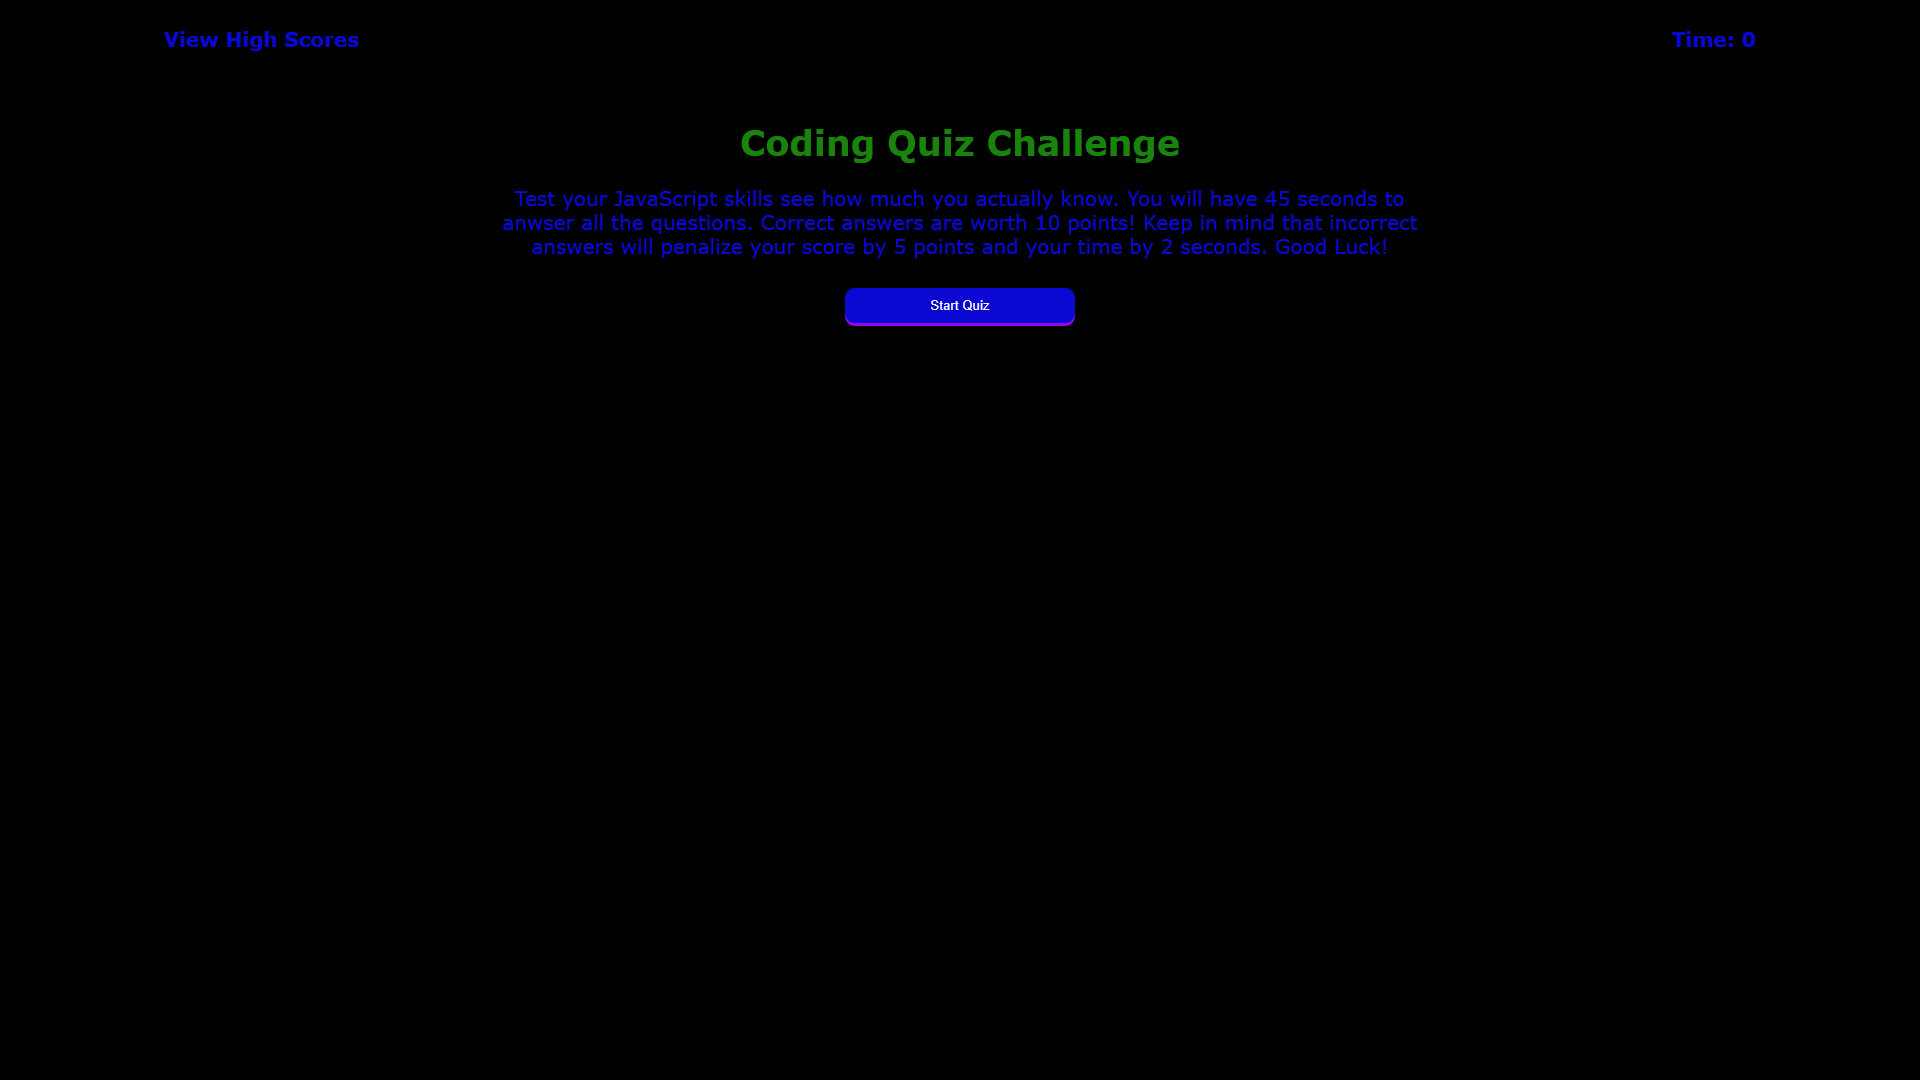 View High Scores
Time: 0
Coding Quiz Challenge
Test your JavaScript skills see how much you actually know. You will have 45 seconds to
anwser all the questions. Correct answers are worth 10 points! Keep in mind that incorrect
answers will penalize your score by 5 points and your time by 2 seconds. Good Luck!
Start Quiz